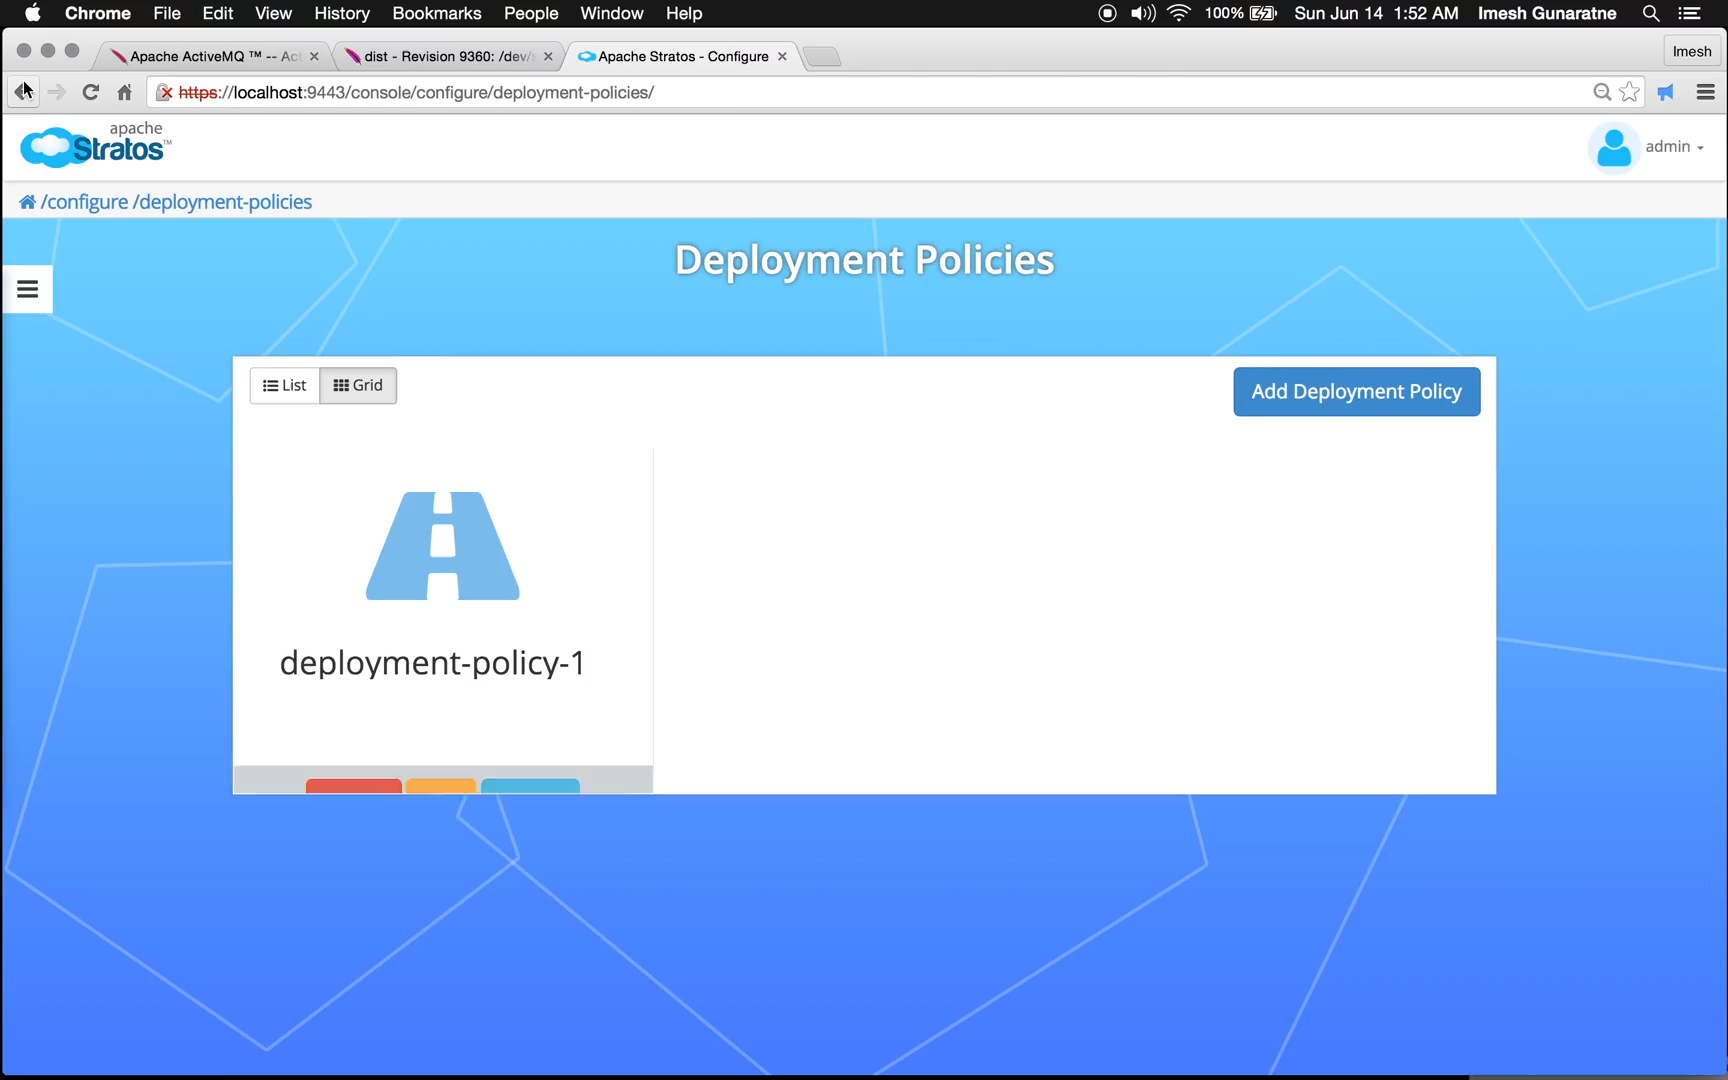 Chrome File Edit View History Bookmarks People Window Help 100% Sun Jun 14 1:52 AM Imesh Gunaratne
Apache ActiveMQ ™ -- Act dist - Revision 9360: /dev/s Apache Stratos - Configure Imesh
https://localhost:9443/console/configure/deployment-policies/
apache
Stratos™
admin
/configure /deployment-policies
Deployment Policies
List Grid Add Deployment Policy
deployment-policy-1